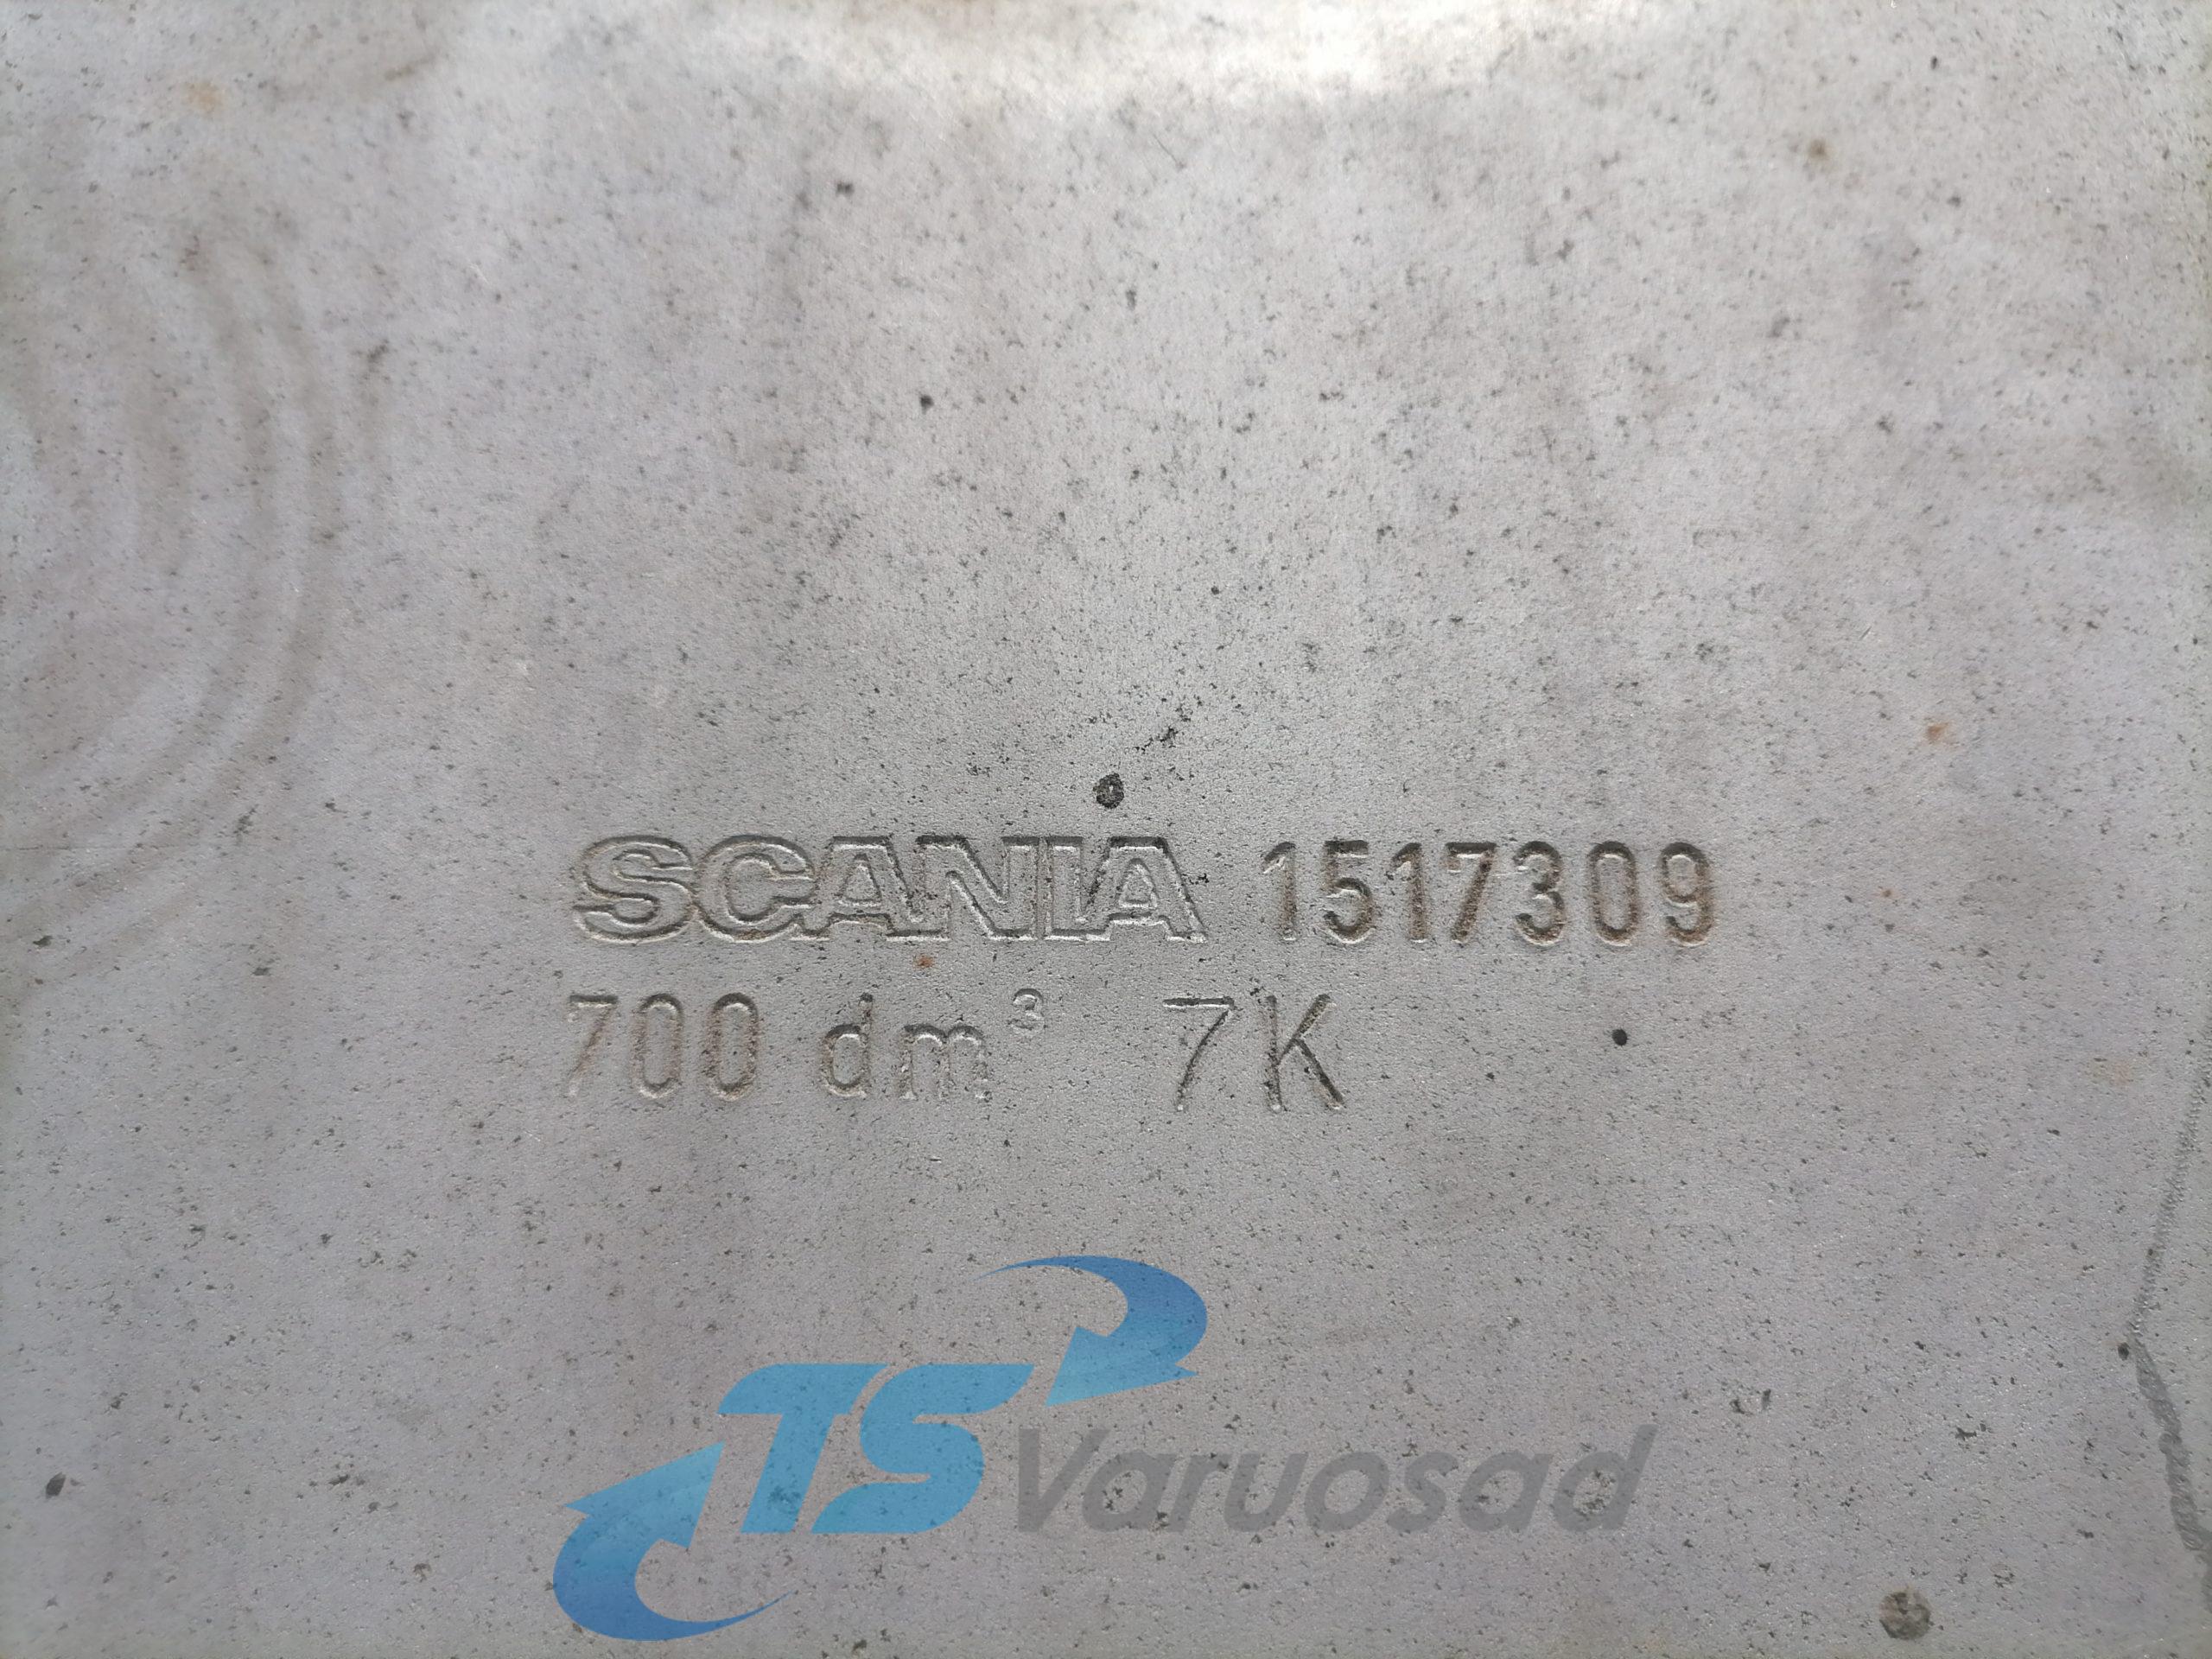 SCANIA 1517309
700 dm³ 7K
TS Varuosad